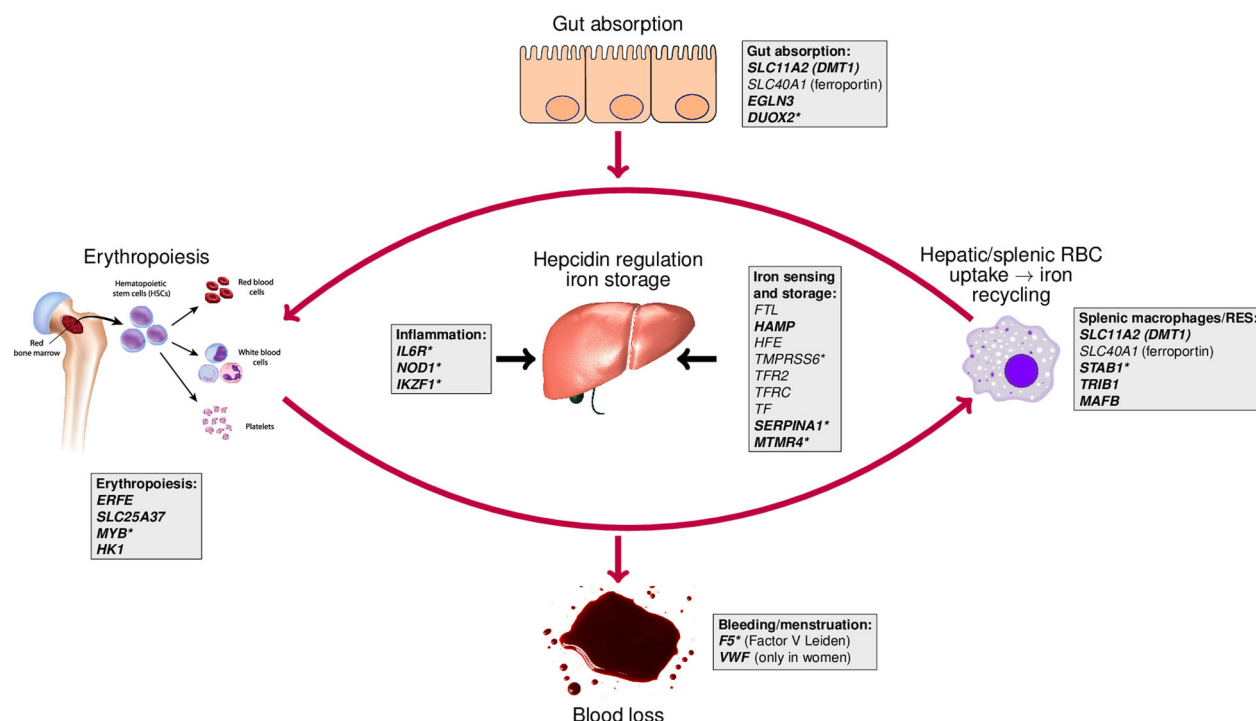 Gut absorption
Gut absorption:
SLC11A2 (DMT1)
SLC40A1 (ferroportin)
EGLN3
DUOX2*
Erythropoiesis
Hematopoietic
stem cells (HSCs)
Red blood
cells
Red
bone marrow
White blood
cells
Platelets
Erythropoiesis:
ERFE
SLC25A37
MYB*
HK1
Hepcidin regulation
iron storage
Inflammation:
IL6R*
NOD1*
IKZF1*
Iron sensing
and storage:
FTL
HAMP
HFE
TMPRSS6*
TFR2
TFRC
TF
SERPINA1*
MTMR4*
Hepatic/splenic RBC
uptake → iron
recycling
Splenic macrophages/RES:
SLC11A2 (DMT1)
SLC40A1 (ferroportin)
STAB1*
TRIB1
MAFB
Bleeding/menstruation:
F5* (Factor V Leiden)
VWF (only in women)
Blood loss